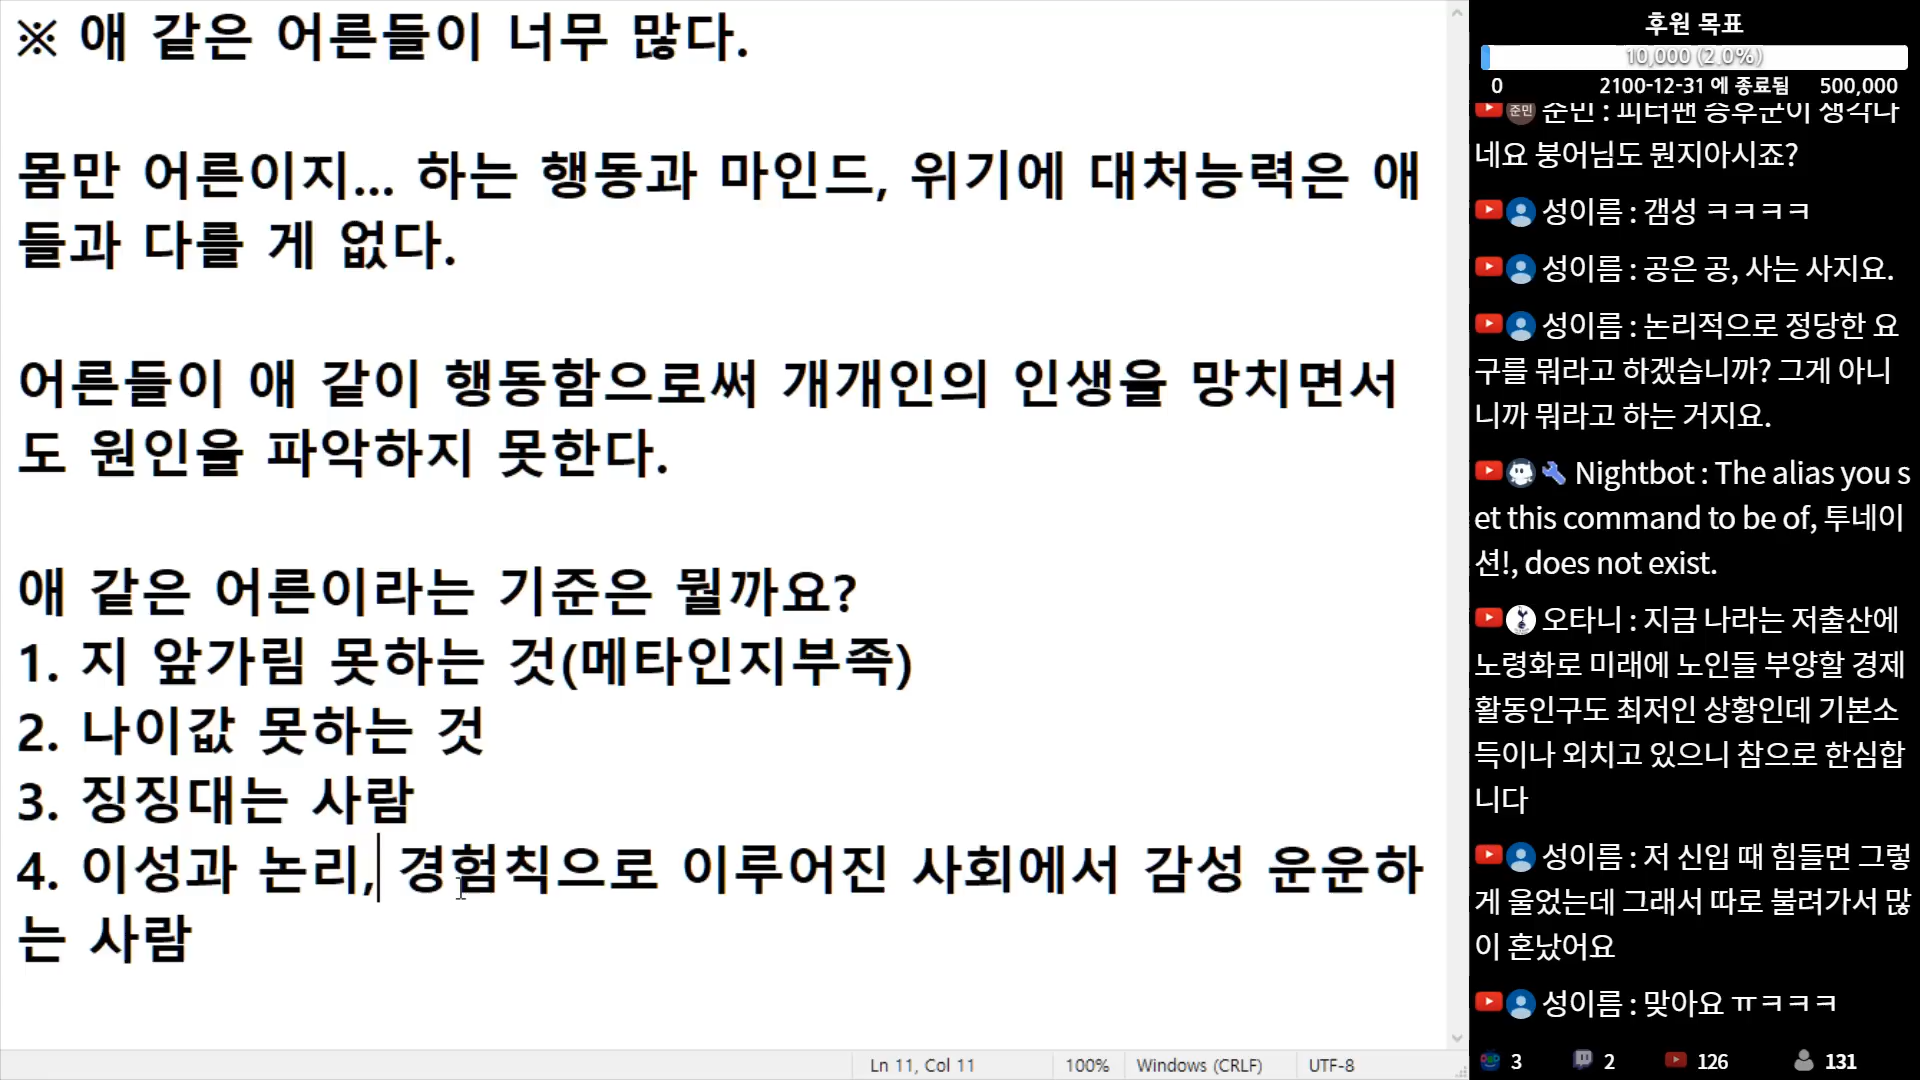 ※ 애 같은 어른들이 너무 많다.
몸만 어른이지... 하는 행동과 마인드, 위기에 대처능력은 애
들과 다를 게 없다.
어른들이 애 같이 행동함으로써 개개인의 인생을 망치면서
도 원인을 파악하지 못한다.
애 같은 어른이라는 기준은 뭘까요?
1. 지 앞가림 못하는 것(메타인지부족)
2. 나이값 못하는 것
3. 징징대는 사람
4. 이성과 논리, 경험칙으로 이루어진 사회에서 감성 운운하
는 사람
Ln 11, Col 11
100%
Windows (CRLF)
UTF-8
후원 목표
10,000 (2.0%)
0 2100-12-31 에 종료됨 500,000
준민 준민 : 피터팬 증후군이 생각나
네요 붕어님도 뭔지아시죠?
성이름 : 갬성 ㅋㅋㅋㅋ
성이름 : 공은 공, 사는 사지요.
성이름 : 논리적으로 정당한 요
구를 뭐라고 하겠습니까? 그게 아니
니까 뭐라고 하는 거지요.
Nightbot : The alias you s
et this command to be of, 투네이
션!, does not exist.
오타니 : 지금 나라는 저출산에
노령화로 미래에 노인들 부양할 경제
활동인구도 최저인 상황인데 기본소
득이나 외치고 있으니 참으로 한심합
니다
성이름 : 저 신입 때 힘들면 그렇
게 울었는데 그래서 따로 불려가서 많
이 혼났어요
성이름 : 맞아요 ㅠㅋㅋㅋ
3 2 126 131